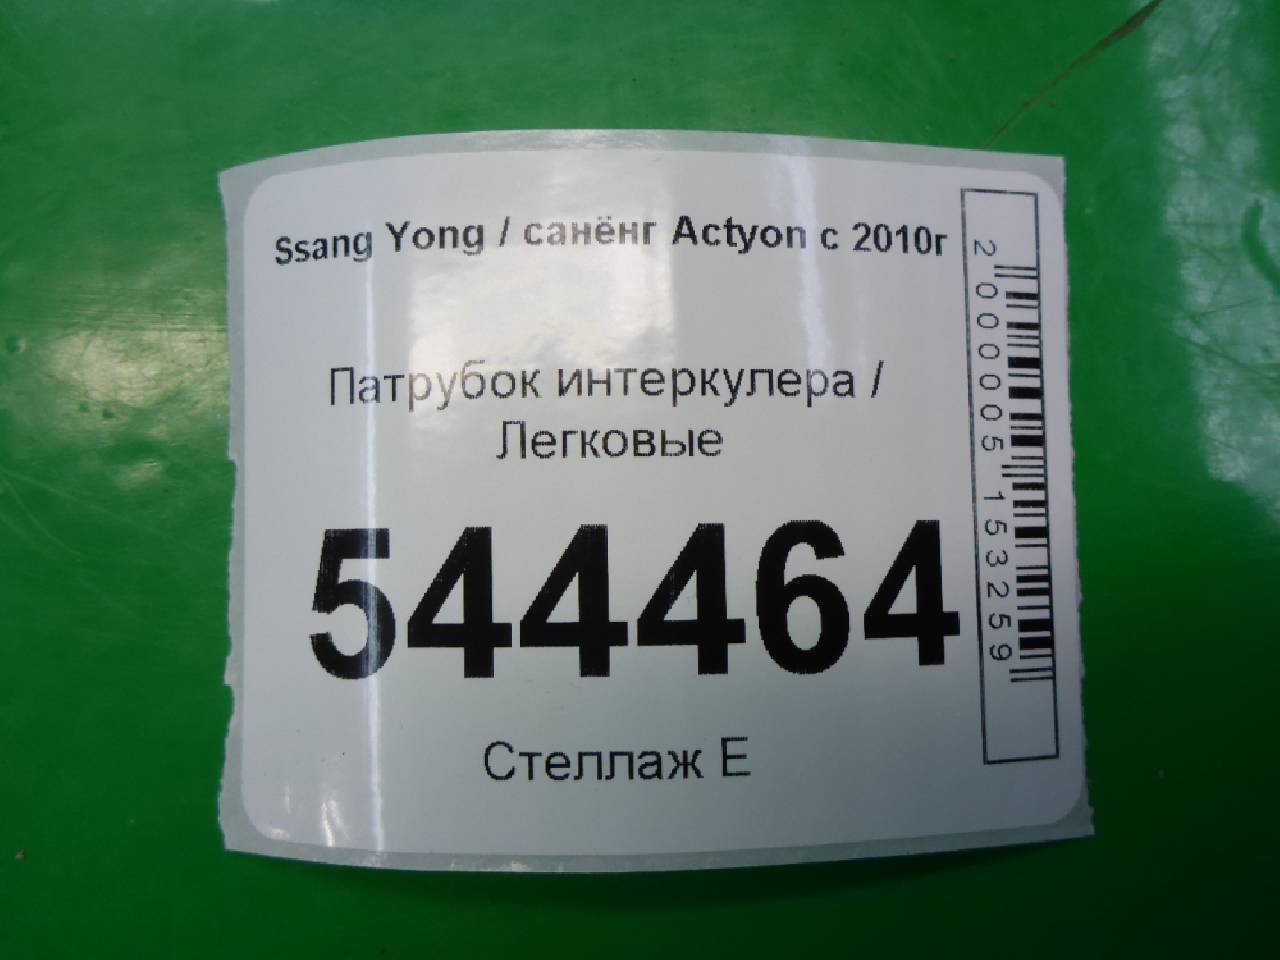 Ssang Yong / санёнг Actyon с 2010г
Патрубок интеркулера /
Легковые
544464
Стеллаж Е
2000005153259